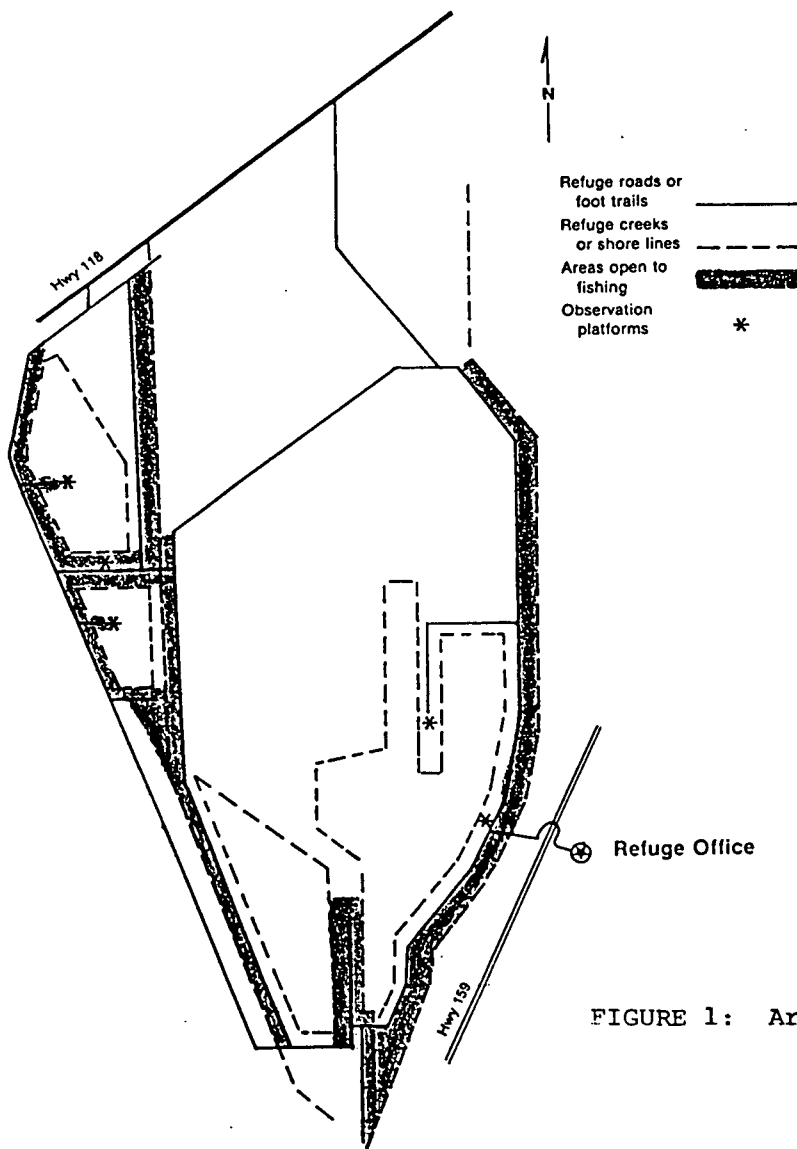 N
Refuge roads or
foot trails
Refuge creeks
or shore lines
Areas open to
fishing
Observation
platforms
Hwy 118
Refuge Office
Hwy 159
FIGURE 1: Ar